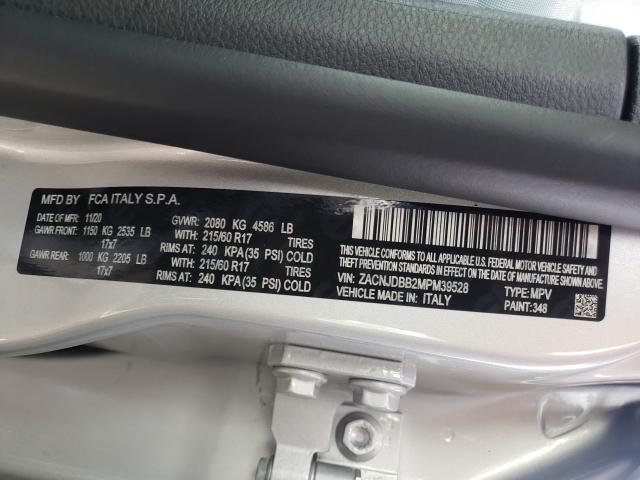 MFD BY FCA ITALY S.P.A.
DATE OF MFR 11/20 GVWR: 2080 KG 4586 LB
GAWR FRONT: 1150 KG 2535 LB WITH: 215/60 R17 TIRES
17x7 RIMS AT: 240 KPA(35 PSI) COLD
GAWR REAR: 1000 KG 2205 LB WITH: 215/60 R17 TIRES
17x7 RIMS AT: 240 KPA(35 PSI) COLD
THIS VEHICLE CONFORMS TO ALL APPLICABLE U.S. FEDERAL MOTOR VEHICLE SAFETY AND
THEFT PREVENTION STANDARDS IN EFFECT ON THE DATE OF MANUFACTURE SHOWN ABOVE.
VIN: ZACNJDBB2MPM39528 TYPE: MPV
VEHICLE MADE IN: ITALY PAINT: 348